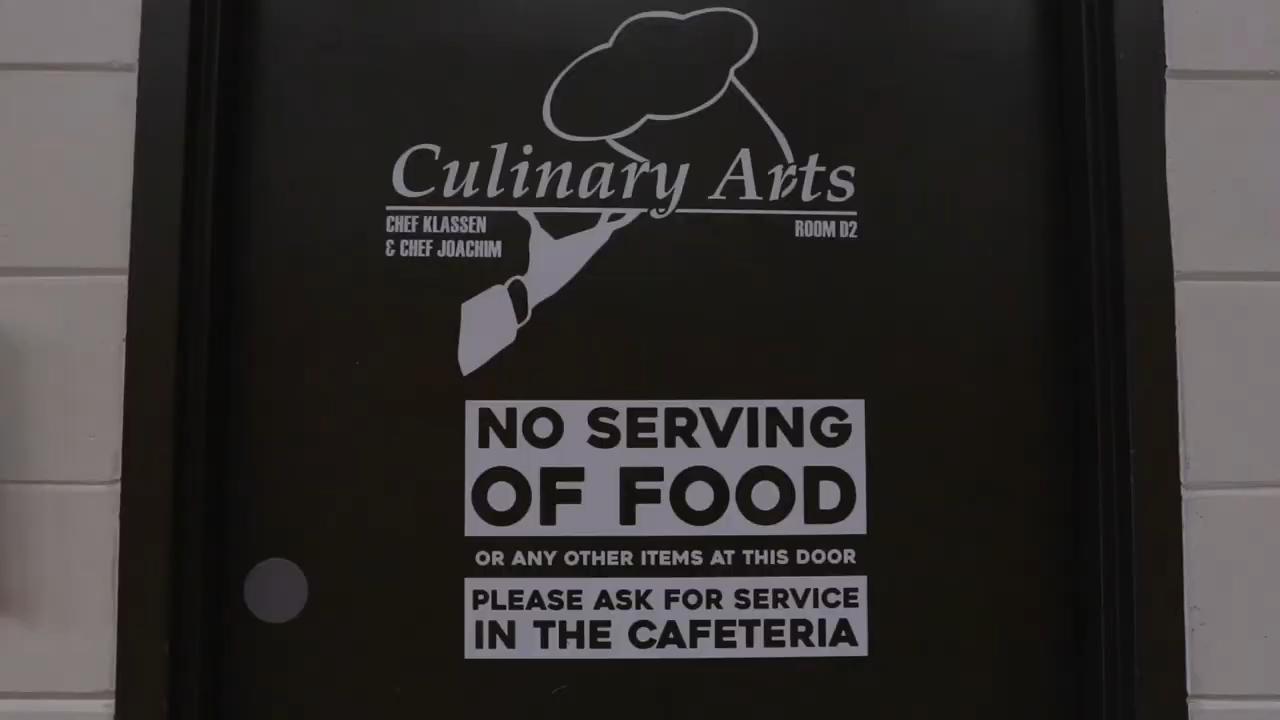 Culinary Arts
CHEF KLASSEN
& CHEF JOACHIM
ROOM D2
NO SERVING
OF FOOD
OR ANY OTHER ITEMS AT THIS DOOR
PLEASE ASK FOR SERVICE
IN THE CAFETERIA